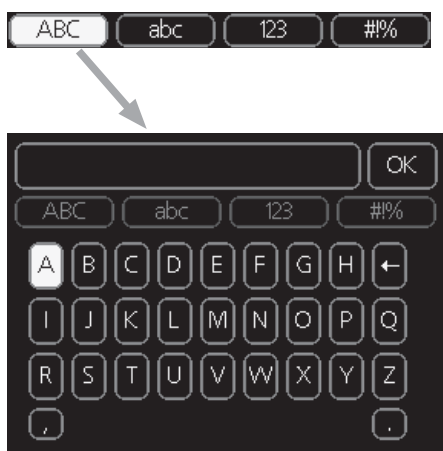 ABC abc 123 #!%
OK
ABC abc 123 #!%
A B C D E F G H ←
I J K L M N O P Q
R S T U V W X Y Z
, .